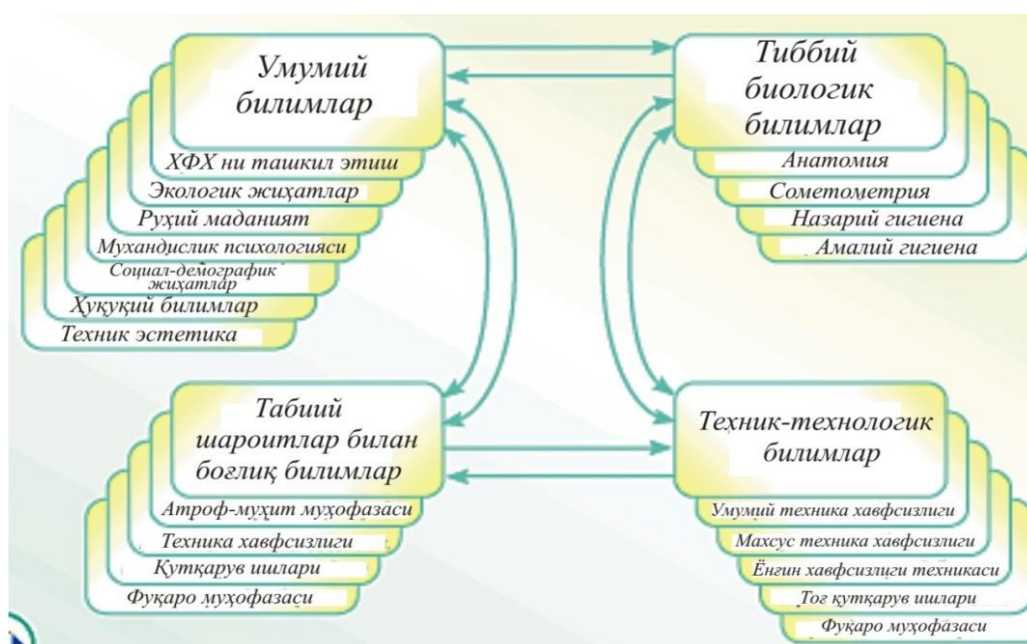 Умумий
билимлар
ХФХ ни ташкил этиш
Экологик жиҳатлар
Руҳий маданият
Мухандислик психологияси
Социал-демографик
жиҳатлар
Ҳуқуқий билимлар
Техник эстетика
Тиббий
биологик
билимлар
Анатомия
Сометометрия
Назарий гигиена
Амалий гигиена
Табиий
шароитлар билан
боғлиқ билимлар
Атроф-муҳит муҳофазаси
Техника хавфсизлиги
Қутқарув ишлари
Фуқаро муҳофазаси
Техник-технологик
билимлар
Умумий техника хавфсизлиги
Махсус техника хавфсизлиги
Ёнғин хавфсизлиги техникаси
Тоғ қутқарув ишлари
Фуқаро муҳофазаси